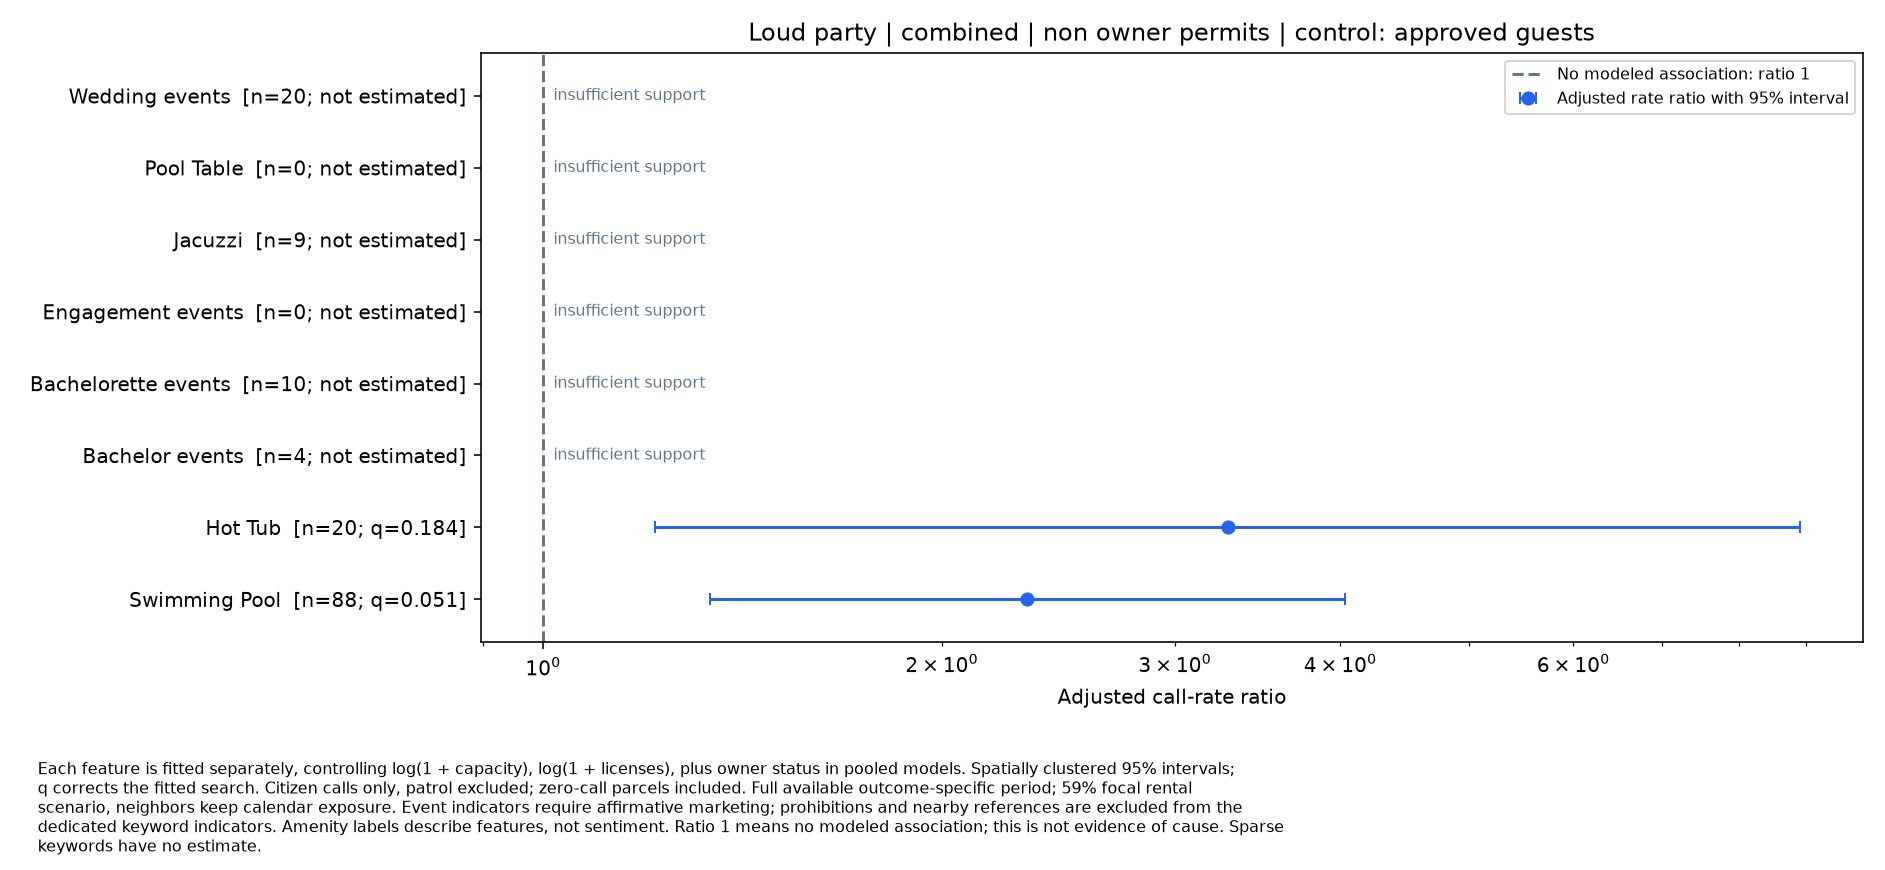 Loud party | combined | non owner permits | control: approved guests
No modeled association: ratio 1
Adjusted rate ratio with 95% interval
Wedding events  [n=20; not estimated]
insufficient support
Pool Table  [n=0; not estimated]
insufficient support
Jacuzzi  [n=9; not estimated]
insufficient support
Engagement events  [n=0; not estimated]
insufficient support
Bachelorette events  [n=10; not estimated]
insufficient support
Bachelor events  [n=4; not estimated]
insufficient support
Hot Tub  [n=20; q=0.184]
Swimming Pool  [n=88; q=0.051]
10⁰
2 × 10⁰
3 × 10⁰
4 × 10⁰
6 × 10⁰
Adjusted call-rate ratio
Each feature is fitted separately, controlling log(1 + capacity), log(1 + licenses), plus owner status in pooled models. Spatially clustered 95% intervals;
q corrects the fitted search. Citizen calls only, patrol excluded; zero-call parcels included. Full available outcome-specific period; 59% focal rental
scenario, neighbors keep calendar exposure. Event indicators require affirmative marketing; prohibitions and nearby references are excluded from the
dedicated keyword indicators. Amenity labels describe features, not sentiment. Ratio 1 means no modeled association; this is not evidence of cause. Sparse
keywords have no estimate.